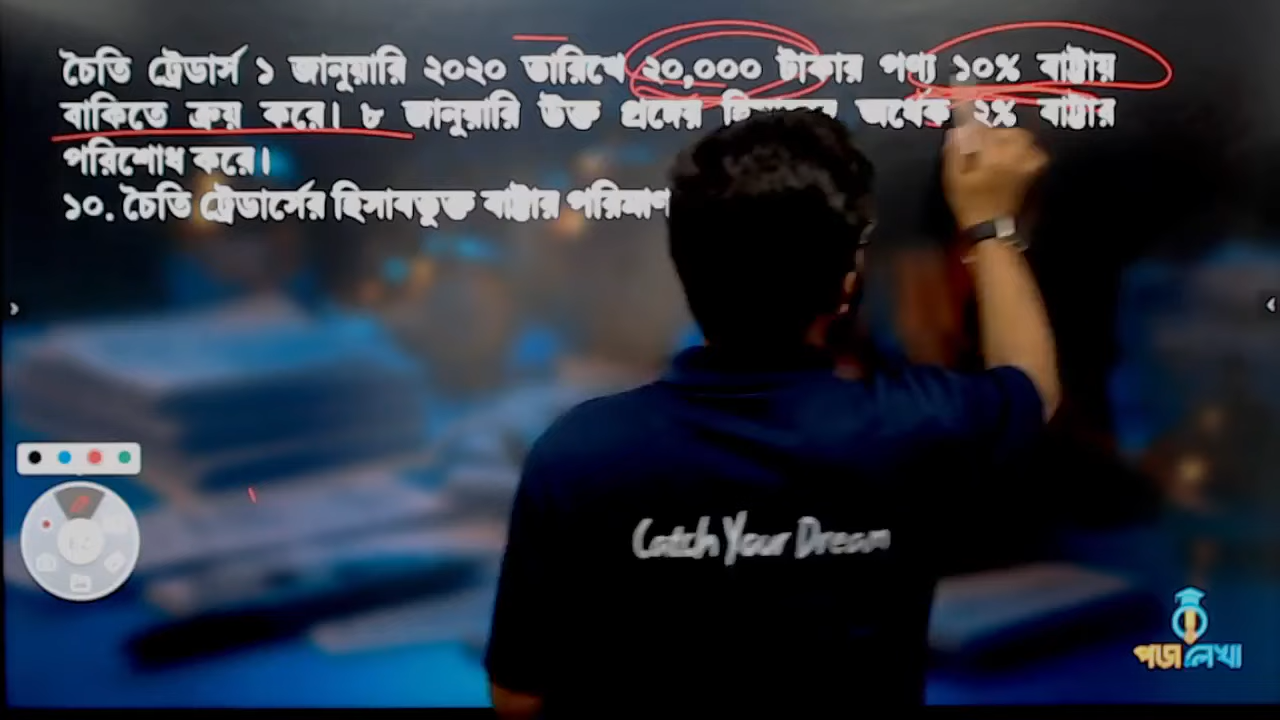 চৈতি ট্রেডার্স ১ জানুয়ারি ২০২০ তারিখে ২০,০০০ টাকার পণ্য ১০% বাট্টায়
বাকিতে ক্রয় করে। ৮ জানুয়ারি উক্ত প্রদেয় অর্ধেক ২% বাট্টায়
পরিশোধ করে।
১০. চৈতি ট্রেডার্সের হিসাবভুক্ত বাট্টার পরিমাণ
Catch Your Dream